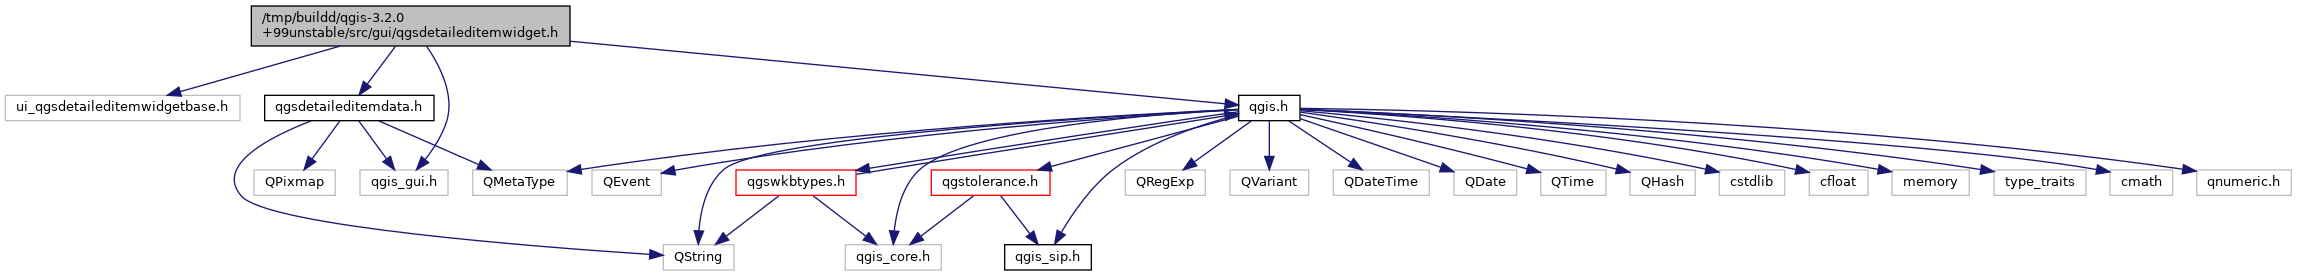 /tmp/buildd/qgis-3.2.0
+99unstable/src/gui/qgsdetaileditemwidget.h
ui_qgsdetaileditemwidgetbase.h
qgsdetaileditemdata.h
qgis.h
QPixmap
qgis_gui.h
QMetaType
QEvent
qgswkbtypes.h
qgstolerance.h
QRegExp
QVariant
QDateTime
QDate
QTime
QHash
cstdlib
cfloat
memory
type_traits
cmath
qnumeric.h
QString
qgis_core.h
qgis_sip.h